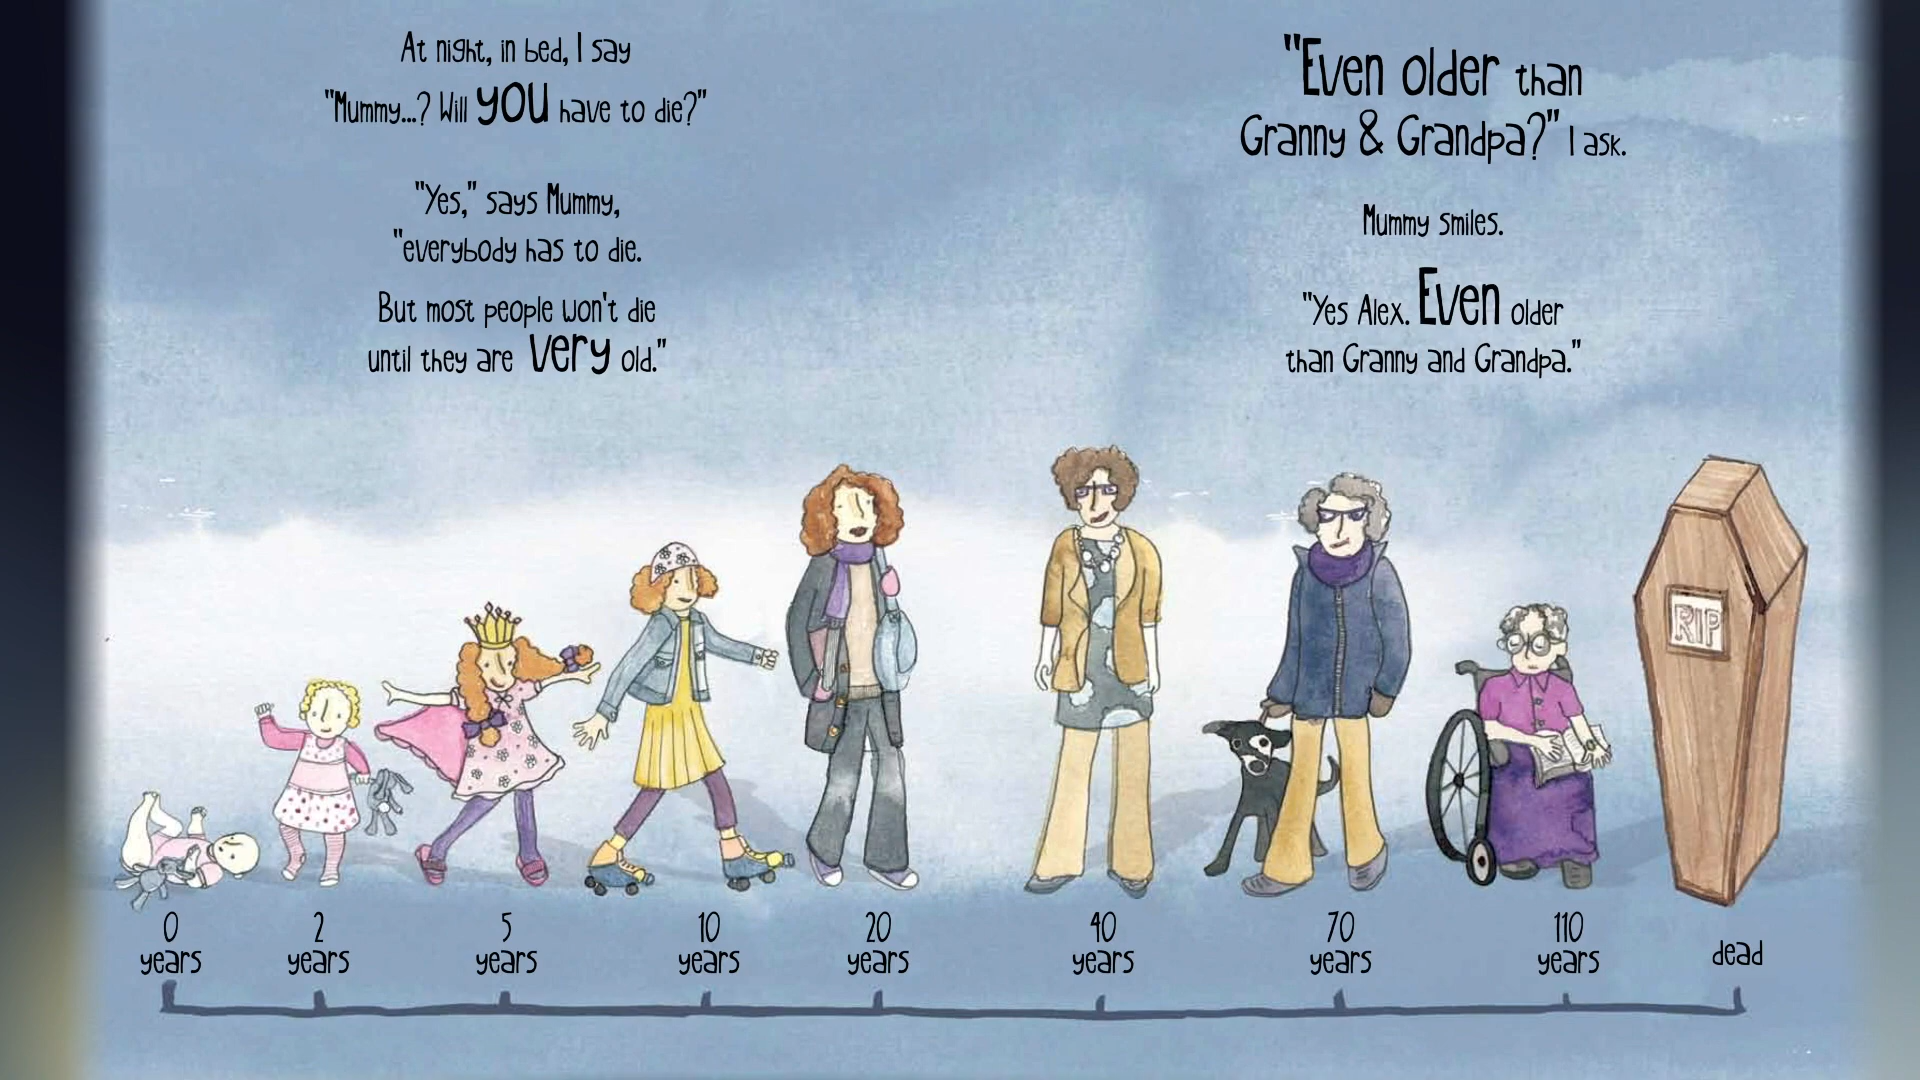 At night, in bed, I say
"Mummy...? Will you have to die?"
"Yes," says Mummy,
"everybody has to die.
But most people won't die
until they are very old."
"Even older than
Granny & Grandpa?" I ask.
Mummy smiles.
"Yes Alex. Even older
than Granny and Grandpa."
RIP
0
years
2
years
5
years
10
years
20
years
40
years
70
years
110
years
dead